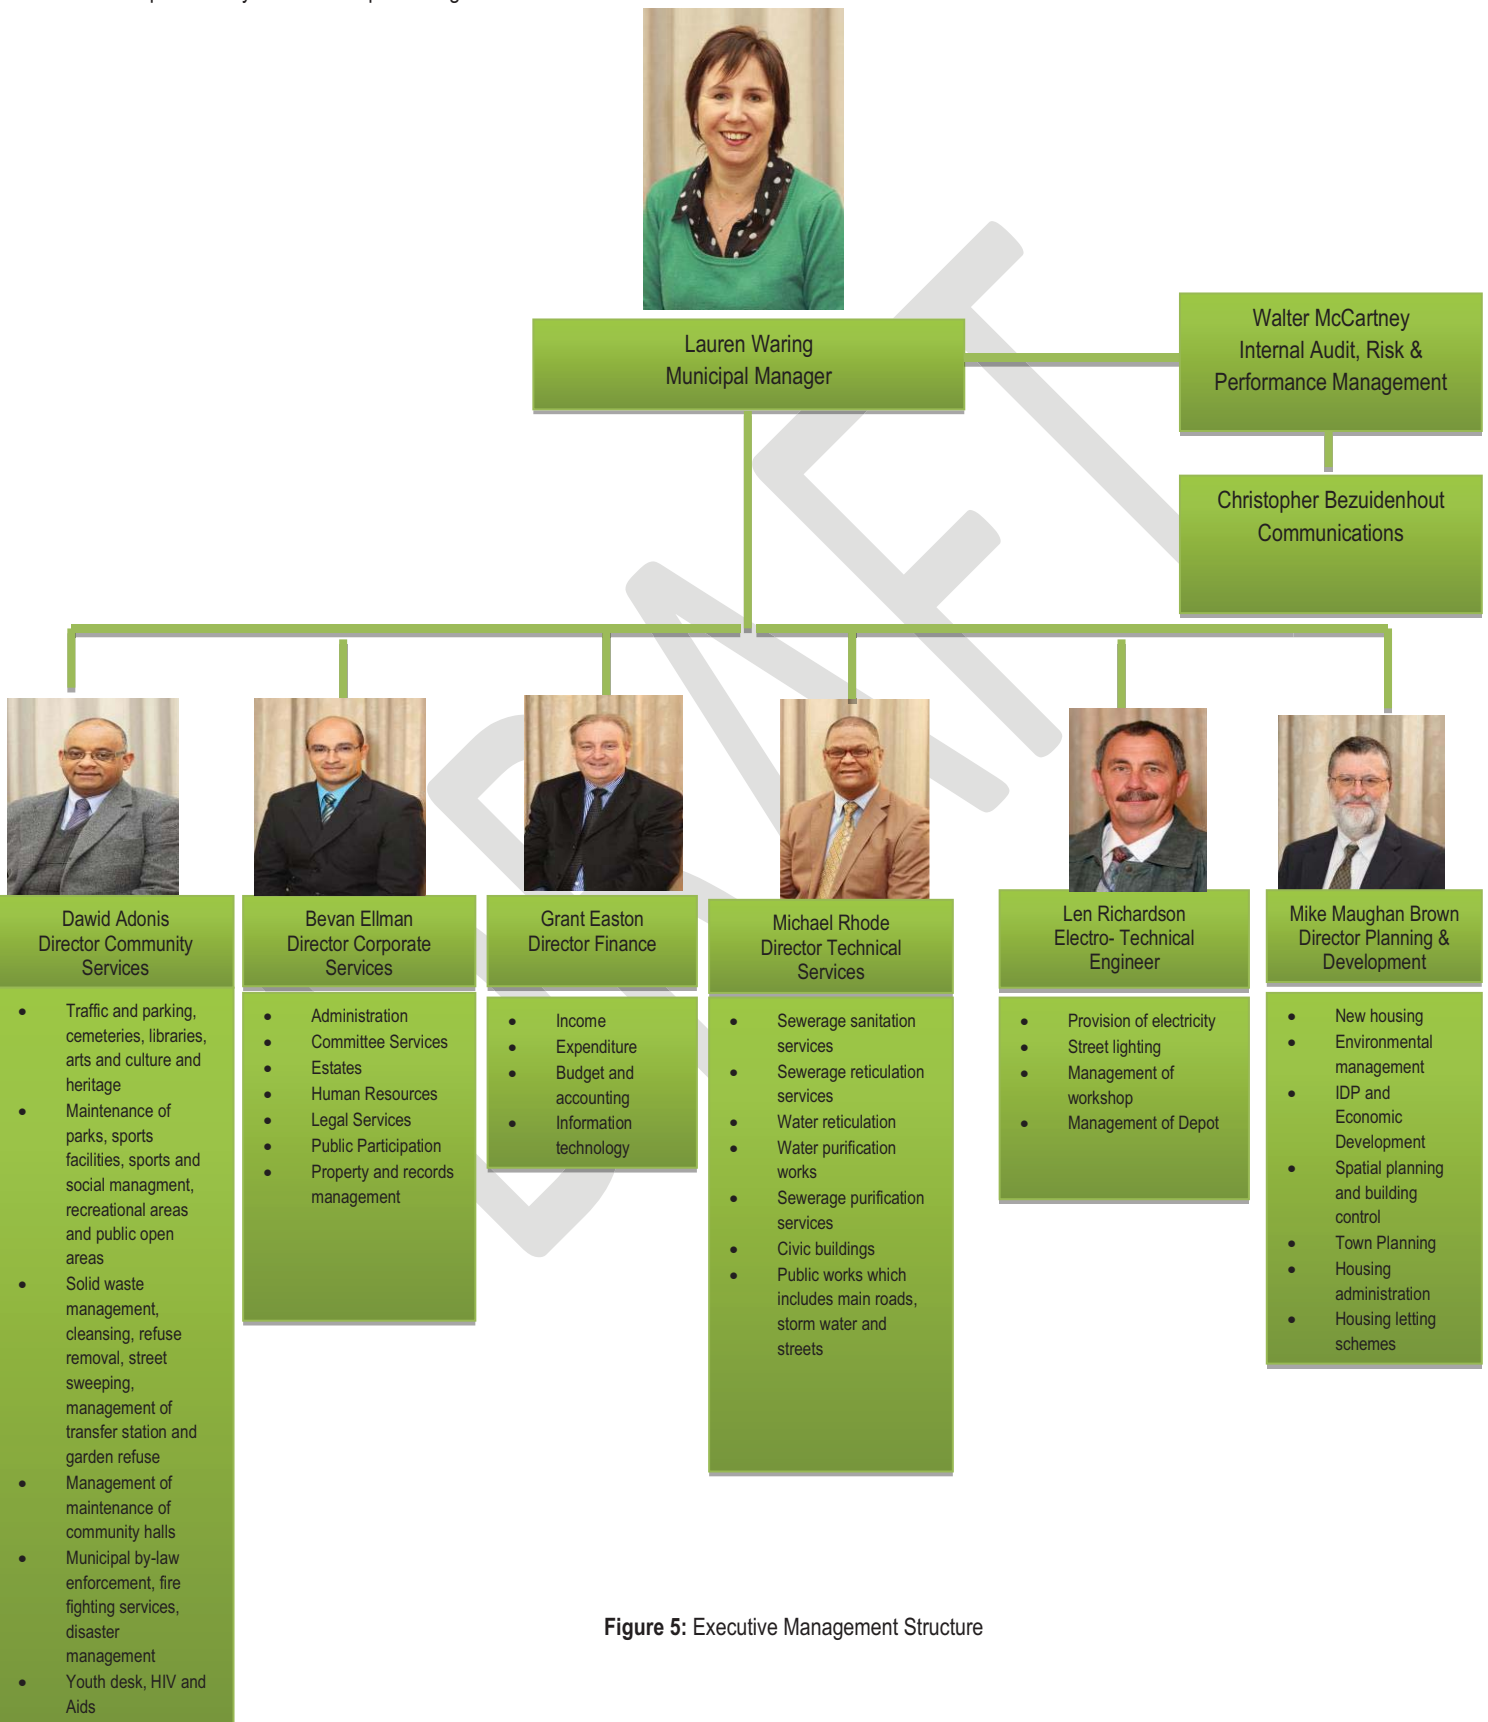 Lauren Waring
Municipal Manager
Walter McCartney
Internal Audit, Risk &
Performance Management
Christopher Bezuidenhout
Communications
Dawid Adonis
Director Community
Services
• Traffic and parking,
cemeteries, libraries,
arts and culture and
heritage
• Maintenance of
parks, sports
facilities, sports and
social managment,
recreational areas
and public open
areas
• Solid waste
management,
cleansing, refuse
removal, street
sweeping,
management of
transfer station and
garden refuse
• Management of
maintenance of
community halls
• Municipal by-law
enforcement, fire
fighting services,
disaster
management
• Youth desk, HIV and
Aids
Bevan Ellman
Director Corporate
Services
• Administration
• Committee Services
• Estates
• Human Resources
• Legal Services
• Public Participation
• Property and records
management
Grant Easton
Director Finance
• Income
• Expenditure
• Budget and
accounting
• Information
technology
Michael Rhode
Director Technical
Services
• Sewerage sanitation
services
• Sewerage reticulation
services
• Water reticulation
• Water purification
works
• Sewerage purification
services
• Civic buildings
• Public works which
includes main roads,
storm water and
streets
Len Richardson
Electro- Technical
Engineer
• Provision of electricity
• Street lighting
• Management of
workshop
• Management of Depot
Mike Maughan Brown
Director Planning &
Development
• New housing
• Environmental
management
• IDP and
Economic
Development
• Spatial planning
and building
control
• Town Planning
• Housing
administration
• Housing letting
schemes
DRAFT
Figure 5: Executive Management Structure